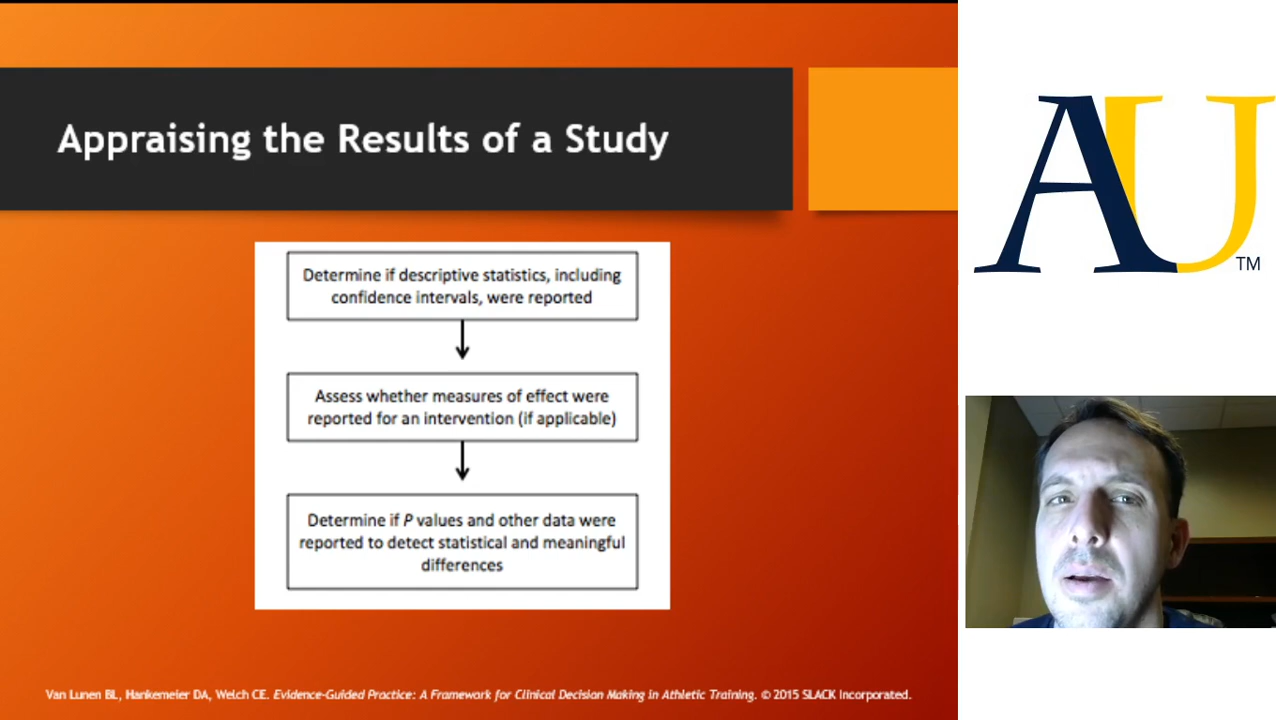 Appraising the Results of a Study
Determine if descriptive statistics, including
confidence intervals, were reported
Assess whether measures of effect were
reported for an intervention (if applicable)
Determine if P values and other data were
reported to detect statistical and meaningful
differences
Van Lunen BL, Hankemeier DA, Welch CE. Evidence-Guided Practice: A Framework for Clinical Decision Making in Athletic Training. © 2015 SLACK Incorporated.
AU
TM